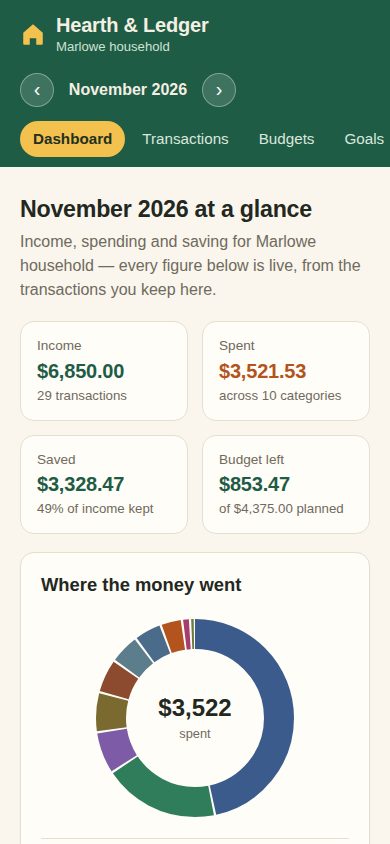 Hearth & Ledger
Marlowe household
‹ November 2026 ›
Dashboard Transactions Budgets Goals
November 2026 at a glance
Income, spending and saving for Marlowe
household — every figure below is live, from the
transactions you keep here.
Income
$6,850.00
29 transactions
Spent
$3,521.53
across 10 categories
Saved
$3,328.47
49% of income kept
Budget left
$853.47
of $4,375.00 planned
Where the money went
$3,522
spent